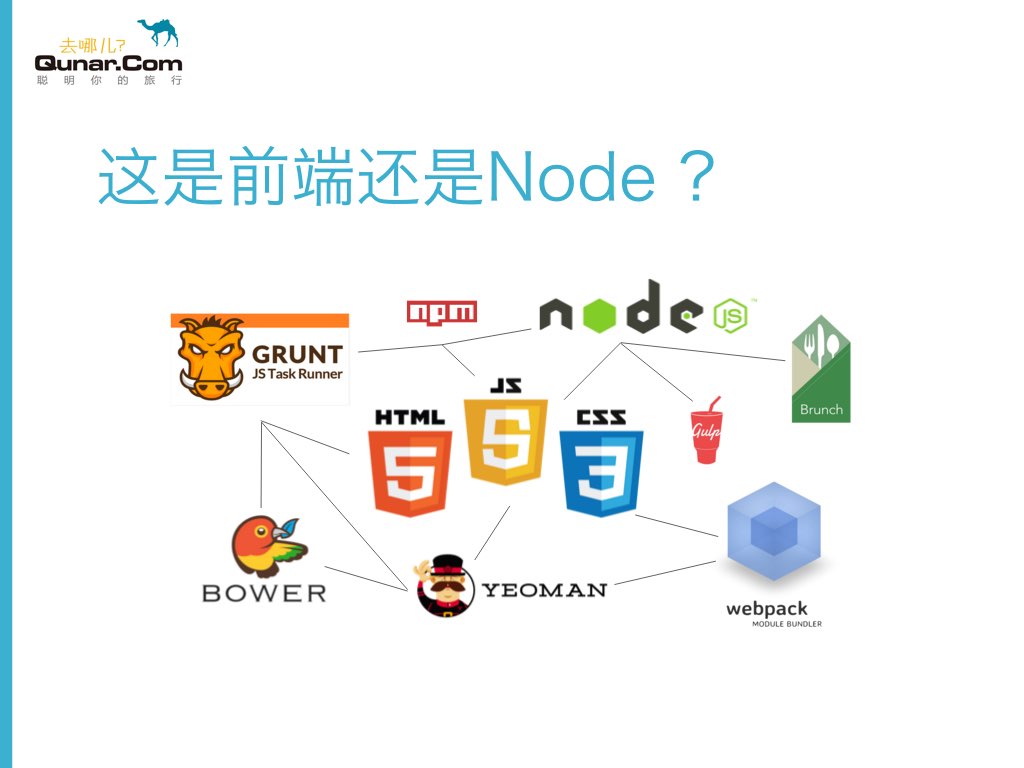 去哪儿?
Qunar.Com
聪明你的旅行
这是前端还是Node？
npm
node
JS
™
GRUNT
JS Task Runner
Brunch
JS
5
HTML
5
CSS
3
Gulp
BOWER
YEOMAN
webpack
MODULE BUNDLER